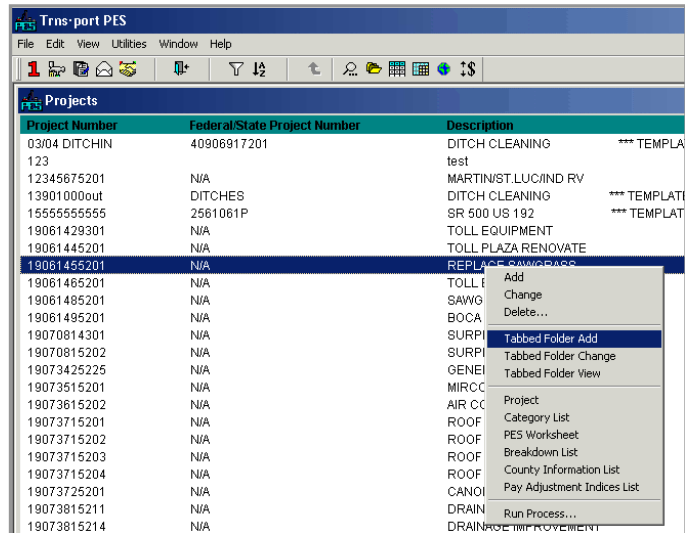 Trns·port PES
File Edit View Utilities Window Help
Projects
Project Number Federal/State Project Number Description
03/04 DITCHIN 40906917201 DITCH CLEANING *** TEMPLA
123 test
12345675201 N/A MARTIN/ST.LUC/IND RV
13901000out DITCHES DITCH CLEANING *** TEMPLATE
15555555555 2561061P SR 500 US 192 *** TEMPLAT
19061429301 N/A TOLL EQUIPMENT
19061445201 N/A TOLL PLAZA RENOVATE
19061455201 N/A REPLACE SAWGRASS
19061465201 N/A TOLL E
19061485201 N/A SAWG
19061495201 N/A BOCA
19070814301 N/A SURPI
19070815202 N/A SURPI
19073425225 N/A GENEI
19073515201 N/A MIRCO
19073615202 N/A AIR CO
19073715201 N/A ROOF
19073715202 N/A ROOF
19073715203 N/A ROOF
19073715204 N/A ROOF
19073725201 N/A CANOI
19073815211 N/A DRAIN
19073815214 N/A DRAINAGE IMPROVEMENT
Add
Change
Delete...
Tabbed Folder Add
Tabbed Folder Change
Tabbed Folder View
Project
Category List
PES Worksheet
Breakdown List
County Information List
Pay Adjustment Indices List
Run Process...